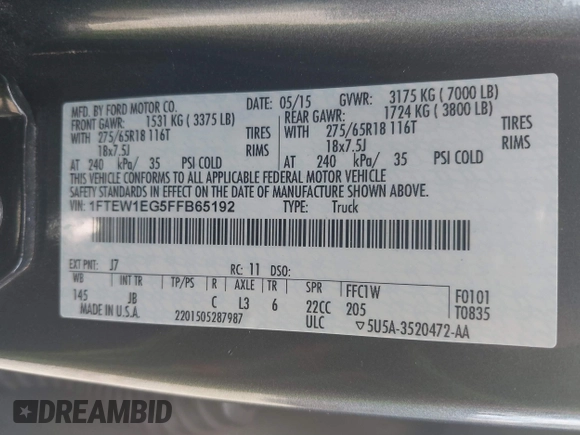 MFD. BY FORD MOTOR CO.
DATE: 05/15 GVWR: 3175 KG ( 7000 LB)
FRONT GAWR: 1531 KG ( 3375 LB)
REAR GAWR: 1724 KG ( 3800 LB)
WITH 275/65R18 116T TIRES
WITH 275/65R18 116T TIRES
18x7.5J RIMS
18x7.5J RIMS
AT 240 kPa/ 35 PSI COLD
AT 240 kPa/ 35 PSI COLD
THIS VEHICLE CONFORMS TO ALL APPLICABLE FEDERAL MOTOR VEHICLE
SAFETY STANDARDS IN EFFECT ON THE DATE OF MANUFACTURE SHOWN ABOVE.
VIN: 1FTEW1EG5FFB65192 TYPE: Truck
EXT PNT: J7 RC: 11 DSO:
WB INT TR TP/PS R AXLE TR SPR FFC1W F0101
145 JB C L3 6 22CC 205 T0835
MADE IN U.S.A. 2201505287987 ULC ▽5U5A-3520472-AA
DREAMBID